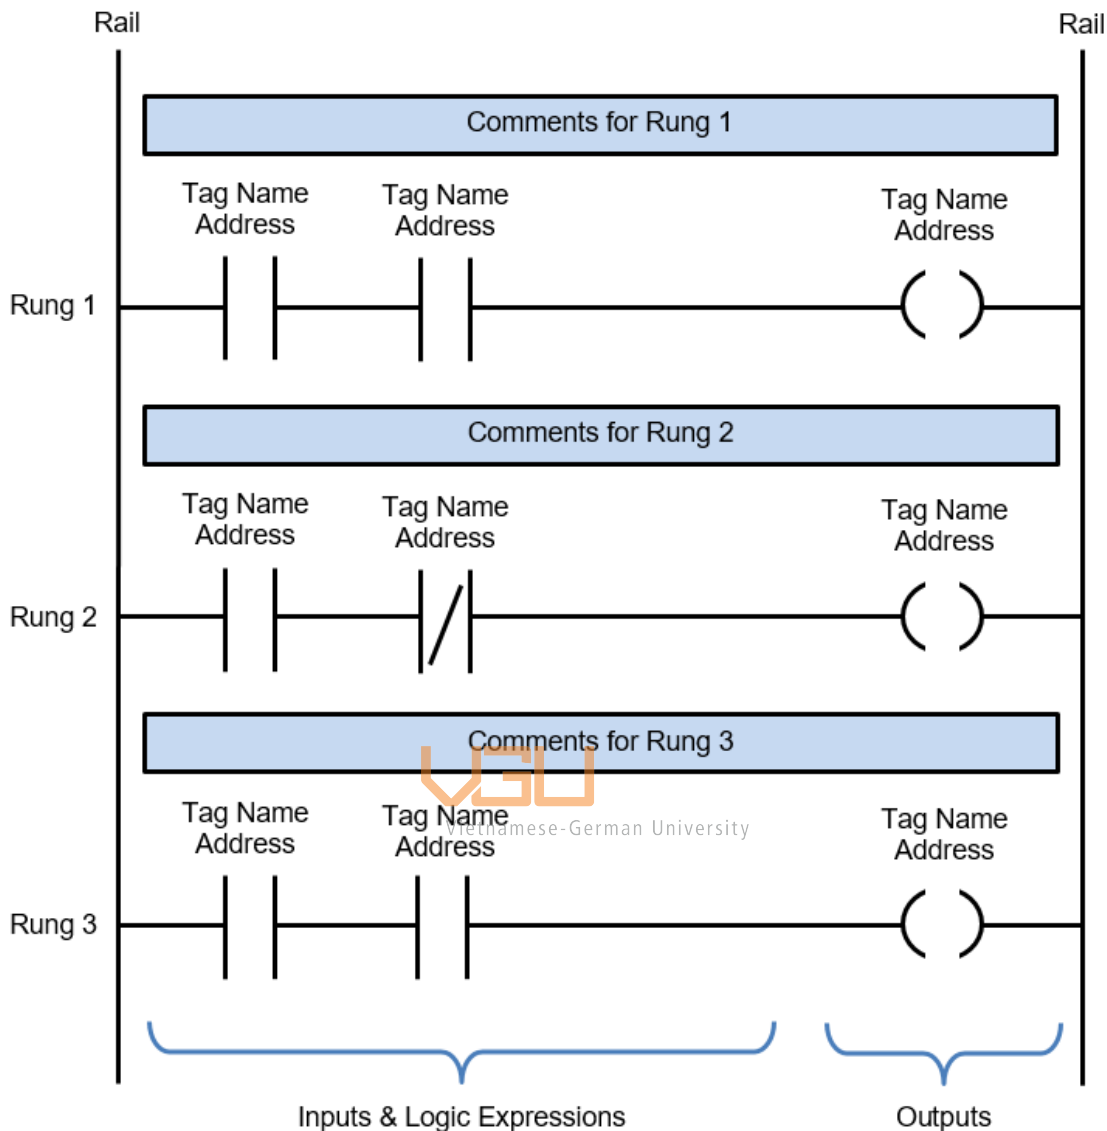 Rail
Rail
Comments for Rung 1
Tag Name
Address
Tag Name
Address
Tag Name
Address
Rung 1
Comments for Rung 2
Tag Name
Address
Tag Name
Address
Tag Name
Address
Rung 2
Comments for Rung 3
VGU
Vietnamese-German University
Tag Name
Address
Tag Name
Address
Tag Name
Address
Rung 3
Inputs & Logic Expressions
Outputs